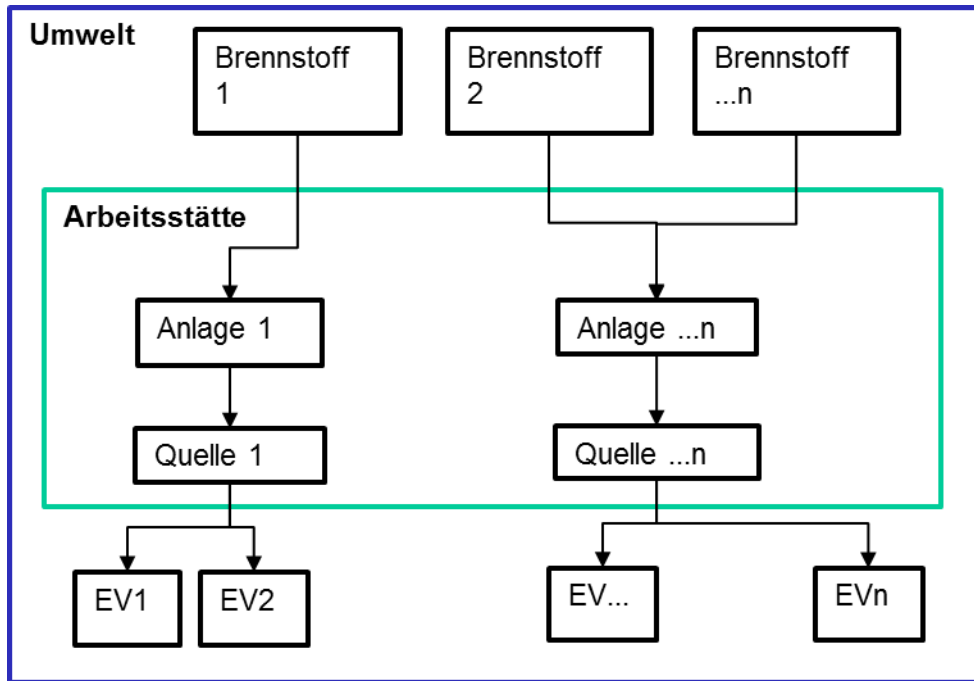 Umwelt
Brennstoff
1
Brennstoff
2
Brennstoff
...n
Arbeitsstätte
Anlage 1
Anlage ...n
Quelle 1
Quelle ...n
EV1
EV2
EV...
EVn